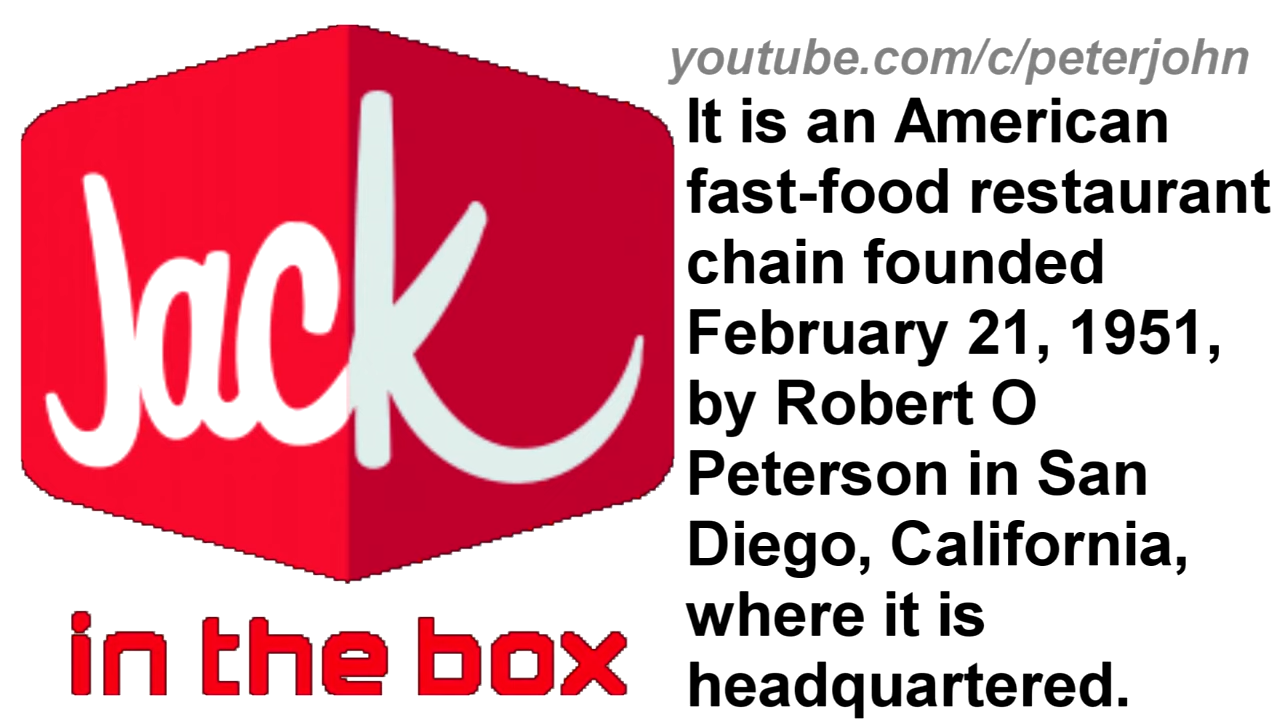 Jack
in the box
youtube.com/c/peterjohn
It is an American
fast-food restaurant
chain founded
February 21, 1951,
by Robert O
Peterson in San
Diego, California,
where it is
headquartered.